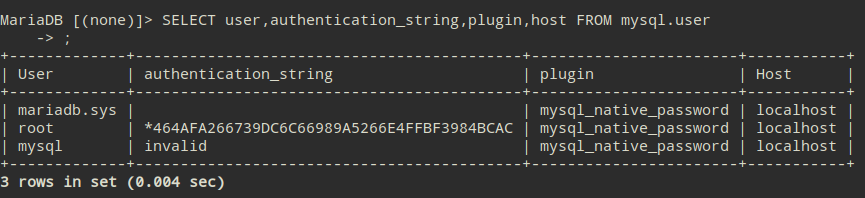 MariaDB [(none)]> SELECT user,authentication_string,plugin,host FROM mysql.user
    -> ;
+-------------+-------------------------------------------+-----------------------+-----------+
| User        | authentication_string                     | plugin                | Host      |
+-------------+-------------------------------------------+-----------------------+-----------+
| mariadb.sys |                                           | mysql_native_password | localhost |
| root        | *464AFA266739DC6C66989A5266E4FFBF3984BCAC | mysql_native_password | localhost |
| mysql       | invalid                                   | mysql_native_password | localhost |
+-------------+-------------------------------------------+-----------------------+-----------+
3 rows in set (0.004 sec)